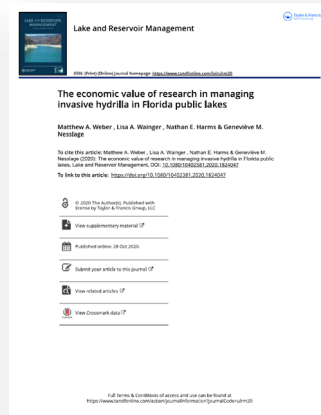 Taylor & Francis
LAKE AND RESERVOIR
MANAGEMENT
Lake and Reservoir Management
ISSN: (Print) (Online) Journal homepage: https://www.tandfonline.com/loi/ulrm20
The economic value of research in managing
invasive hydrilla in Florida public lakes
Matthew A. Weber , Lisa A. Wainger , Nathan E. Harms & Geneviève M.
Nesslage
To cite this article: Matthew A. Weber , Lisa A. Wainger , Nathan E. Harms & Geneviève M.
Nesslage (2020): The economic value of research in managing invasive hydrilla in Florida public
lakes, Lake and Reservoir Management, DOI: 10.1080/10402381.2020.1824047
To link to this article: https://doi.org/10.1080/10402381.2020.1824047
© 2020 The Author(s). Published with
license by Taylor & Francis Group, LLC
View supplementary material
Published online: 28 Oct 2020.
Submit your article to this journal
View related articles
View Crossmark data
Full Terms & Conditions of access and use can be found at
https://www.tandfonline.com/action/journalInformation?journalCode=ulrm20